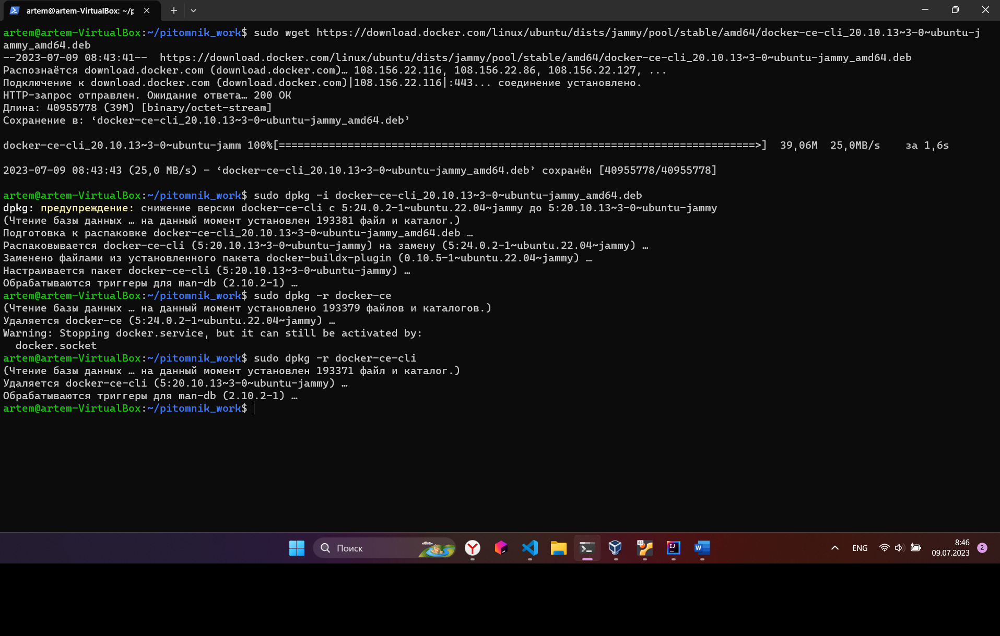 artem@artem-VirtualBox: ~/p
artem@artem-VirtualBox:~/pitomnik_work$ sudo wget https://download.docker.com/linux/ubuntu/dists/jammy/pool/stable/amd64/docker-ce-cli_20.10.13~3-0~ubuntu-j
ammy_amd64.deb
--2023-07-09 08:43:41--  https://download.docker.com/linux/ubuntu/dists/jammy/pool/stable/amd64/docker-ce-cli_20.10.13~3-0~ubuntu-jammy_amd64.deb
Распознаётся download.docker.com (download.docker.com)… 108.156.22.116, 108.156.22.86, 108.156.22.127, ...
Подключение к download.docker.com (download.docker.com)|108.156.22.116|:443... соединение установлено.
HTTP-запрос отправлен. Ожидание ответа… 200 OK
Длина: 40955778 (39M) [binary/octet-stream]
Сохранение в: ‘docker-ce-cli_20.10.13~3-0~ubuntu-jammy_amd64.deb’
docker-ce-cli_20.10.13~3-0~ubuntu-jamm 100%[============================================================================>]  39,06M  25,0MB/s    за 1,6s
2023-07-09 08:43:43 (25,0 MB/s) - ‘docker-ce-cli_20.10.13~3-0~ubuntu-jammy_amd64.deb’ сохранён [40955778/40955778]
artem@artem-VirtualBox:~/pitomnik_work$ sudo dpkg -i docker-ce-cli_20.10.13~3-0~ubuntu-jammy_amd64.deb
dpkg: предупреждение: снижение версии docker-ce-cli с 5:24.0.2-1~ubuntu.22.04~jammy до 5:20.10.13~3-0~ubuntu-jammy
(Чтение базы данных … на данный момент установлен 193381 файл и каталог.)
Подготовка к распаковке docker-ce-cli_20.10.13~3-0~ubuntu-jammy_amd64.deb …
Распаковывается docker-ce-cli (5:20.10.13~3-0~ubuntu-jammy) на замену (5:24.0.2-1~ubuntu.22.04~jammy) …
Заменено файлами из установленного пакета docker-buildx-plugin (0.10.5-1~ubuntu.22.04~jammy) …
Настраивается пакет docker-ce-cli (5:20.10.13~3-0~ubuntu-jammy) …
Обрабатываются триггеры для man-db (2.10.2-1) …
artem@artem-VirtualBox:~/pitomnik_work$ sudo dpkg -r docker-ce
(Чтение базы данных … на данный момент установлено 193379 файлов и каталогов.)
Удаляется docker-ce (5:24.0.2-1~ubuntu.22.04~jammy) …
Warning: Stopping docker.service, but it can still be activated by:
  docker.socket
artem@artem-VirtualBox:~/pitomnik_work$ sudo dpkg -r docker-ce-cli
(Чтение базы данных … на данный момент установлен 193371 файл и каталог.)
Удаляется docker-ce-cli (5:20.10.13~3-0~ubuntu-jammy) …
Обрабатываются триггеры для man-db (2.10.2-1) …
artem@artem-VirtualBox:~/pitomnik_work$
Поиск
64
IJ
W
ENG
8:46
09.07.2023
2